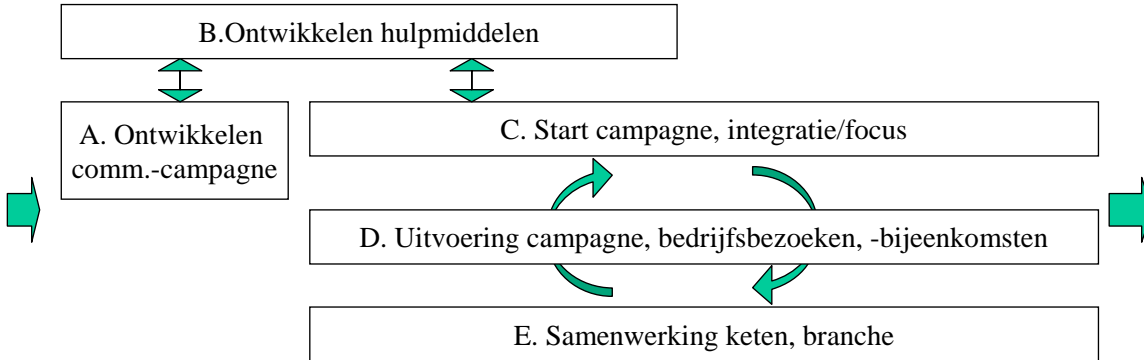 B.Ontwikkelen hulpmiddelen
A. Ontwikkelen
comm.-campagne
C. Start campagne, integratie/focus
D. Uitvoering campagne, bedrijfsbezoeken, -bijeenkomsten
E. Samenwerking keten, branche